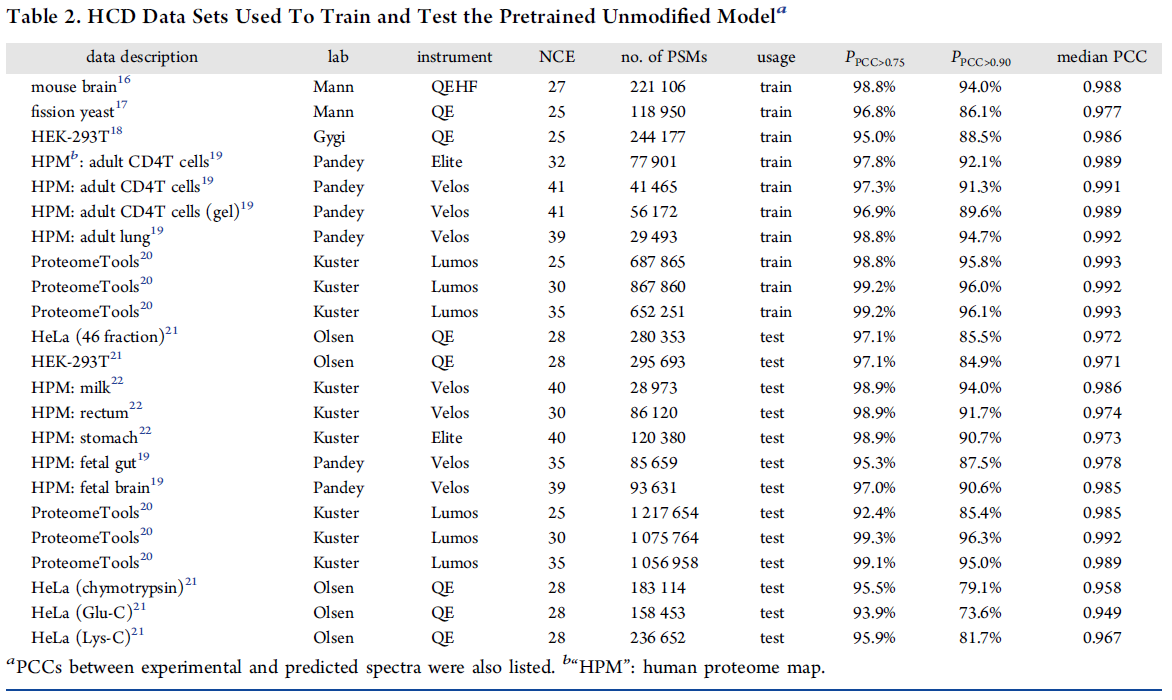 Table 2. HCD Data Sets Used To Train and Test the Pretrained Unmodified Model^a
data description lab instrument NCE no. of PSMs usage P_PCC>0.75 P_PCC>0.90 median PCC
mouse brain^16 Mann QEHF 27 221 106 train 98.8% 94.0% 0.988
fission yeast^17 Mann QE 25 118 950 train 96.8% 86.1% 0.977
HEK-293T^18 Gygi QE 25 244 177 train 95.0% 88.5% 0.986
HPM^b: adult CD4T cells^19 Pandey Elite 32 77 901 train 97.8% 92.1% 0.989
HPM: adult CD4T cells^19 Pandey Velos 41 41 465 train 97.3% 91.3% 0.991
HPM: adult CD4T cells (gel)^19 Pandey Velos 41 56 172 train 96.9% 89.6% 0.989
HPM: adult lung^19 Pandey Velos 39 29 493 train 98.8% 94.7% 0.992
ProteomeTools^20 Kuster Lumos 25 687 865 train 98.8% 95.8% 0.993
ProteomeTools^20 Kuster Lumos 30 867 860 train 99.2% 96.0% 0.992
ProteomeTools^20 Kuster Lumos 35 652 251 train 99.2% 96.1% 0.993
HeLa (46 fraction)^21 Olsen QE 28 280 353 test 97.1% 85.5% 0.972
HEK-293T^21 Olsen QE 28 295 693 test 97.1% 84.9% 0.971
HPM: milk^22 Kuster Velos 40 28 973 test 98.9% 94.0% 0.986
HPM: rectum^22 Kuster Velos 30 86 120 test 98.9% 91.7% 0.974
HPM: stomach^22 Kuster Elite 40 120 380 test 98.9% 90.7% 0.973
HPM: fetal gut^19 Pandey Velos 35 85 659 test 95.3% 87.5% 0.978
HPM: fetal brain^19 Pandey Velos 39 93 631 test 97.0% 90.6% 0.985
ProteomeTools^20 Kuster Lumos 25 1 217 654 test 92.4% 85.4% 0.985
ProteomeTools^20 Kuster Lumos 30 1 075 764 test 99.3% 96.3% 0.992
ProteomeTools^20 Kuster Lumos 35 1 056 958 test 99.1% 95.0% 0.989
HeLa (chymotrypsin)^21 Olsen QE 28 183 114 test 95.5% 79.1% 0.958
HeLa (Glu-C)^21 Olsen QE 28 158 453 test 93.9% 73.6% 0.949
HeLa (Lys-C)^21 Olsen QE 28 236 652 test 95.9% 81.7% 0.967
^aPCCs between experimental and predicted spectra were also listed. ^b“HPM”: human proteome map.